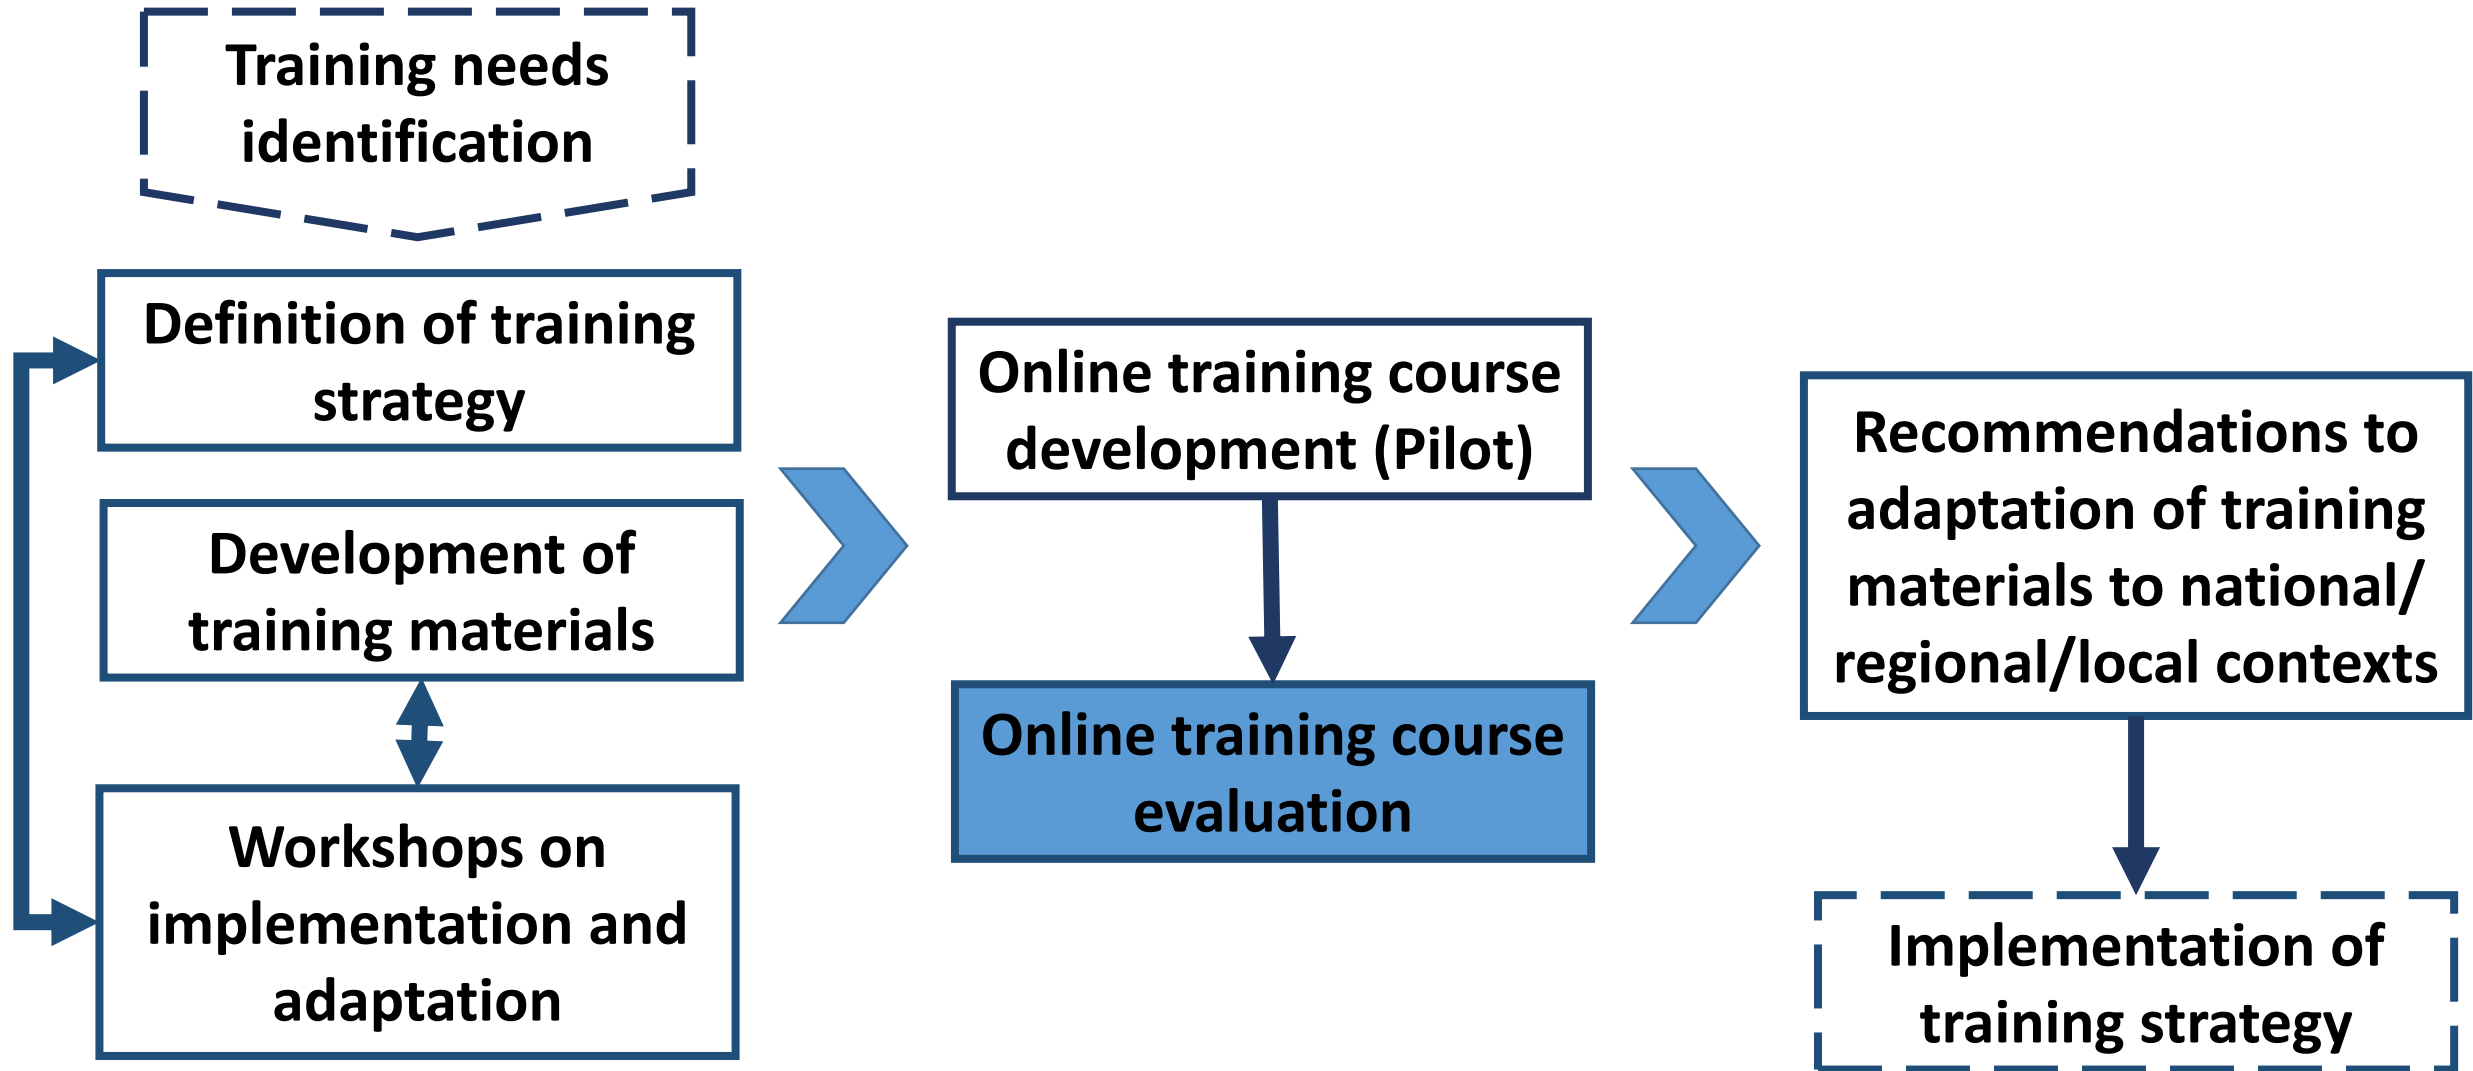 Training needs
identification
Definition of training
strategy
Development of
training materials
Workshops on
implementation and
adaptation
Online training course
development (Pilot)
Online training course
evaluation
Recommendations to
adaptation of training
materials to national/
regional/local contexts
Implementation of
training strategy